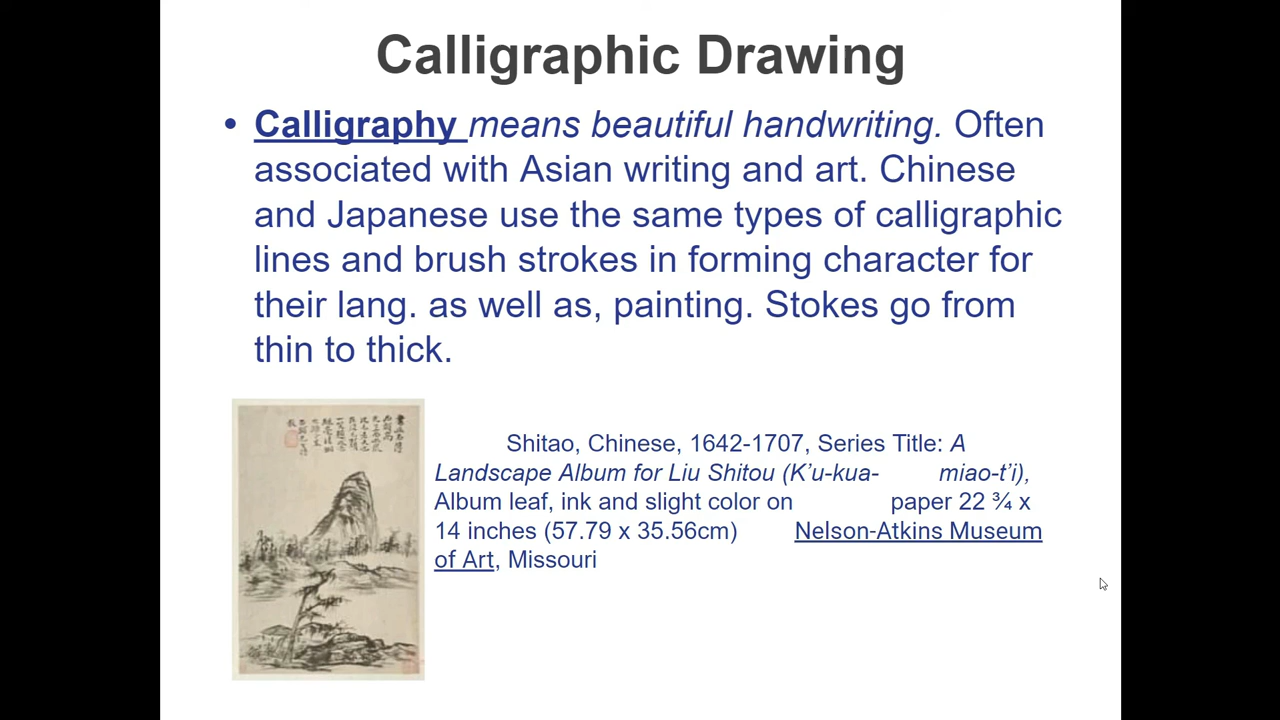 Calligraphic Drawing
• Calligraphy means beautiful handwriting. Often
associated with Asian writing and art. Chinese
and Japanese use the same types of calligraphic
lines and brush strokes in forming character for
their lang. as well as, painting. Stokes go from
thin to thick.
Shitao, Chinese, 1642-1707, Series Title: A
Landscape Album for Liu Shitou (K’u-kua- miao-t’i),
Album leaf, ink and slight color on paper 22 ¾ x
14 inches (57.79 x 35.56cm) Nelson-Atkins Museum
of Art, Missouri